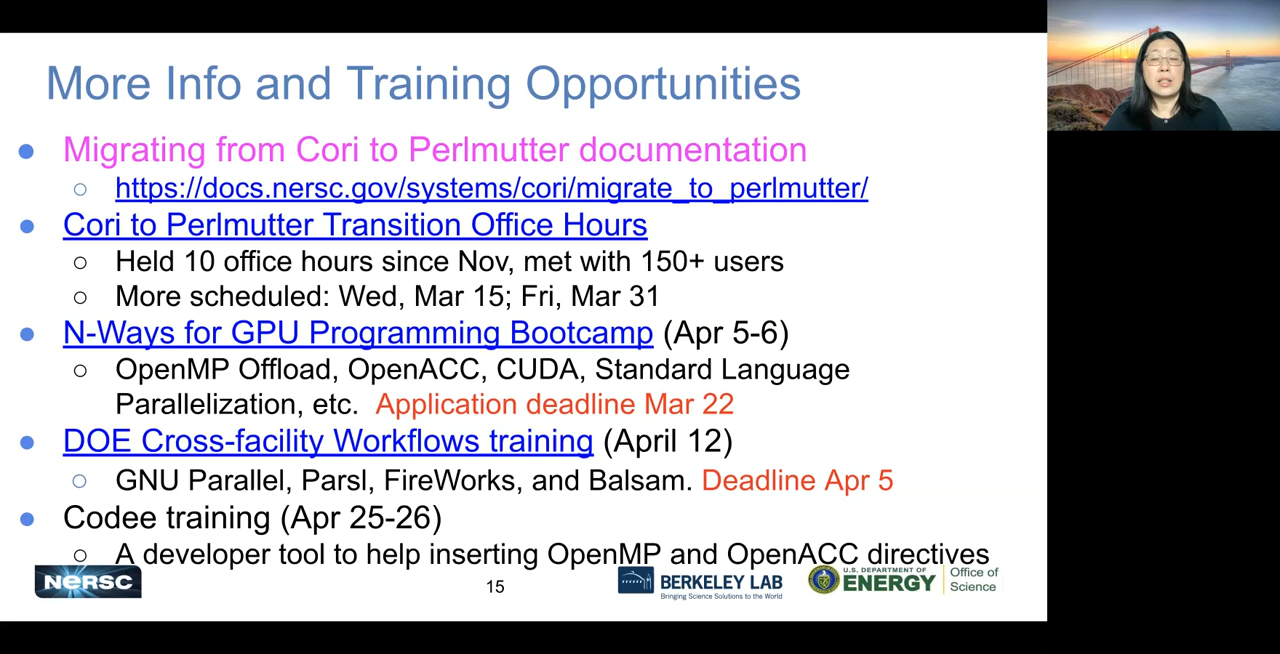 More Info and Training Opportunities
● Migrating from Cori to Perlmutter documentation
○ https://docs.nersc.gov/systems/cori/migrate_to_perlmutter/
● Cori to Perlmutter Transition Office Hours
○ Held 10 office hours since Nov, met with 150+ users
○ More scheduled: Wed, Mar 15; Fri, Mar 31
● N-Ways for GPU Programming Bootcamp (Apr 5-6)
○ OpenMP Offload, OpenACC, CUDA, Standard Language
Parallelization, etc. Application deadline Mar 22
● DOE Cross-facility Workflows training (April 12)
○ GNU Parallel, Parsl, FireWorks, and Balsam. Deadline Apr 5
● Codee training (Apr 25-26)
○ A developer tool to help inserting OpenMP and OpenACC directives
NERSC
15
BERKELEY LAB
Bringing Science Solutions to the World
U.S. DEPARTMENT OF
ENERGY
Office of
Science